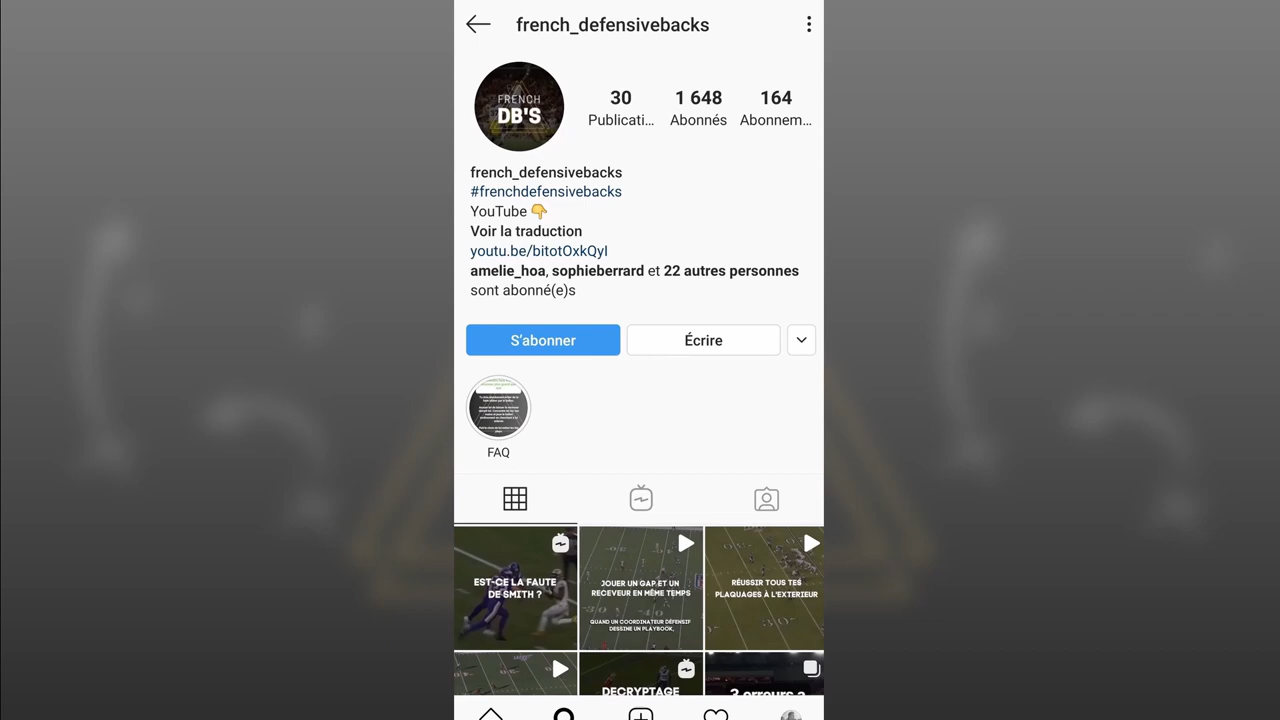 french_defensivebacks
FRENCH
DB'S
30
1 648
164
Publicati...
Abonnés
Abonnem...
french_defensivebacks
#frenchdefensivebacks
YouTube 👇
Voir la traduction
youtu.be/bitotOxkQyI
amelie_hoa, sophieberrard et 22 autres personnes
sont abonné(e)s
S'abonner
Écrire
FAQ
EST-CE LA FAUTE
DE SMITH ?
JOUER UN GAP ET UN
RECEVEUR EN MÊME TEMPS
QUAND UN COORDINATEUR DÉFENSIF
DESSINE UN PLAYBOOK,
RÉUSSIR TOUS TES
PLAQUAGES À L'EXTERIEUR
DECRYPTAGE
3 erreurs a